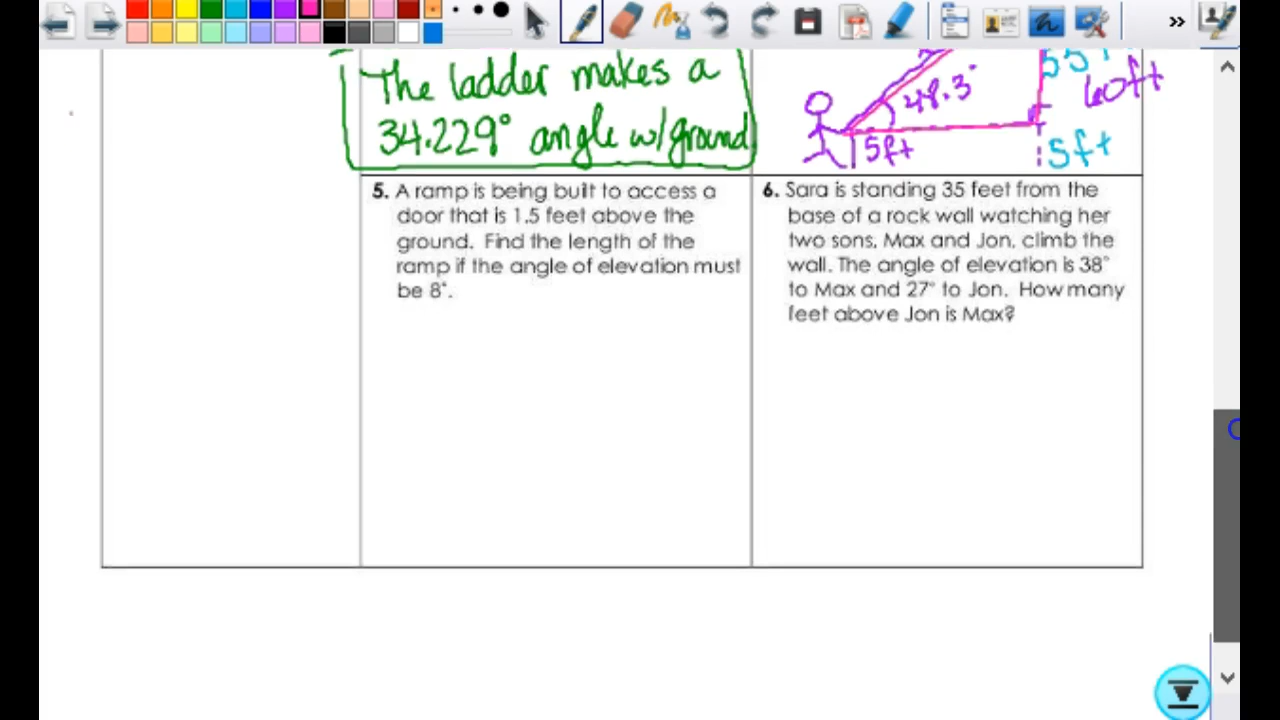 The ladder makes a
34.229° angle w/ground
48.3°
60ft
5ft
5ft
5. A ramp is being built to access a
door that is 1.5 feet above the
ground. Find the length of the
ramp if the angle of elevation must
be 8°.
6. Sara is standing 35 feet from the
base of a rock wall watching her
two sons, Max and Jon, climb the
wall. The angle of elevation is 38°
to Max and 27° to Jon. How many
feet above Jon is Max?